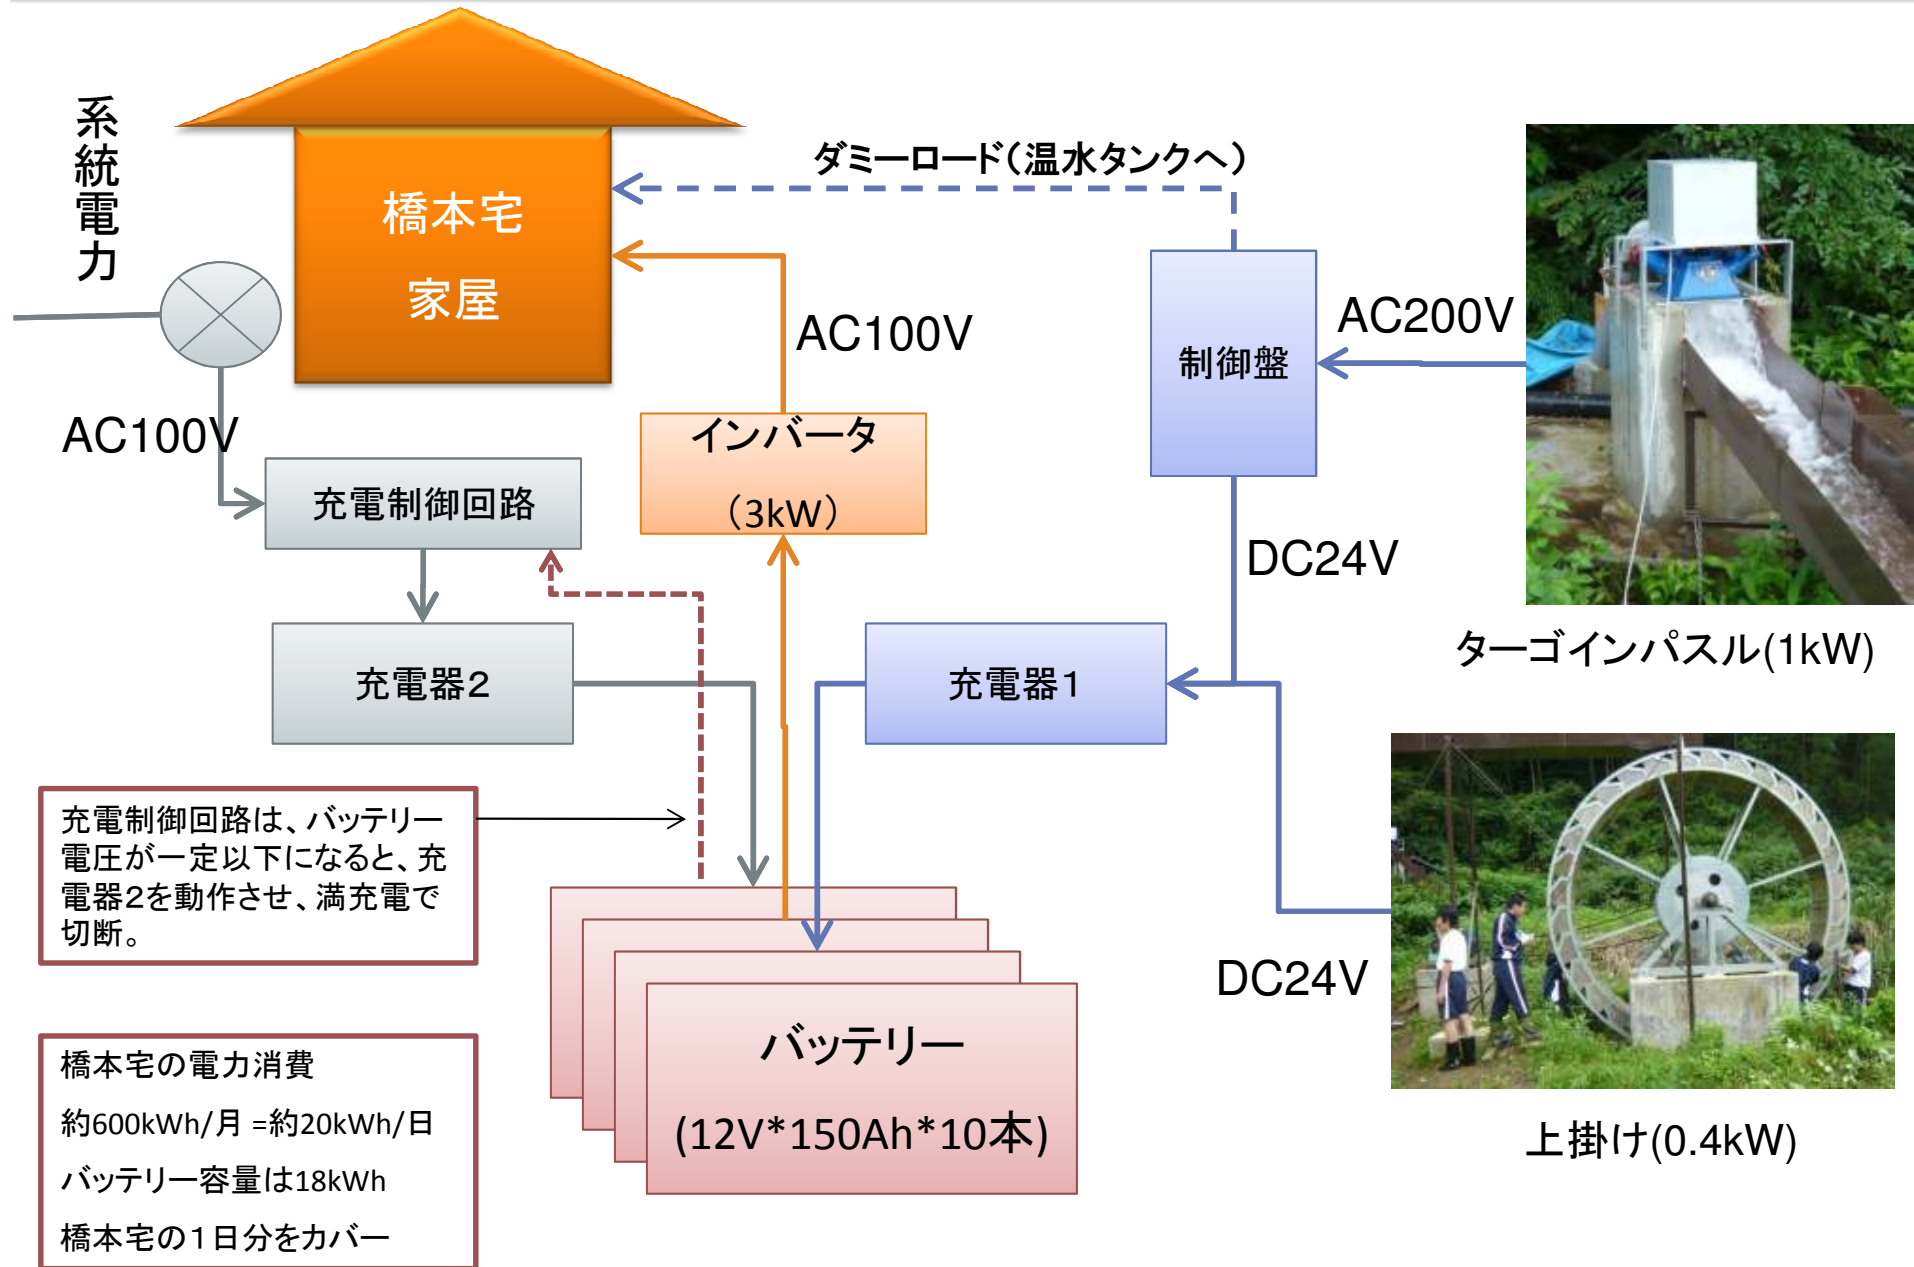 系統電力
橋本宅
家屋
ダミーロード(温水タンクへ)
AC100V
AC200V
制御盤
AC100V
インバータ
(3kW)
充電制御回路
DC24V
ターゴインパスル(1kW)
充電器2
充電器1
充電制御回路は、バッテリー
電圧が一定以下になると、充
電器2を動作させ、満充電で
切断。
DC24V
バッテリー
(12V*150Ah*10本)
上掛け(0.4kW)
橋本宅の電力消費
約600kWh/月 =約20kWh/日
バッテリー容量は18kWh
橋本宅の1日分をカバー